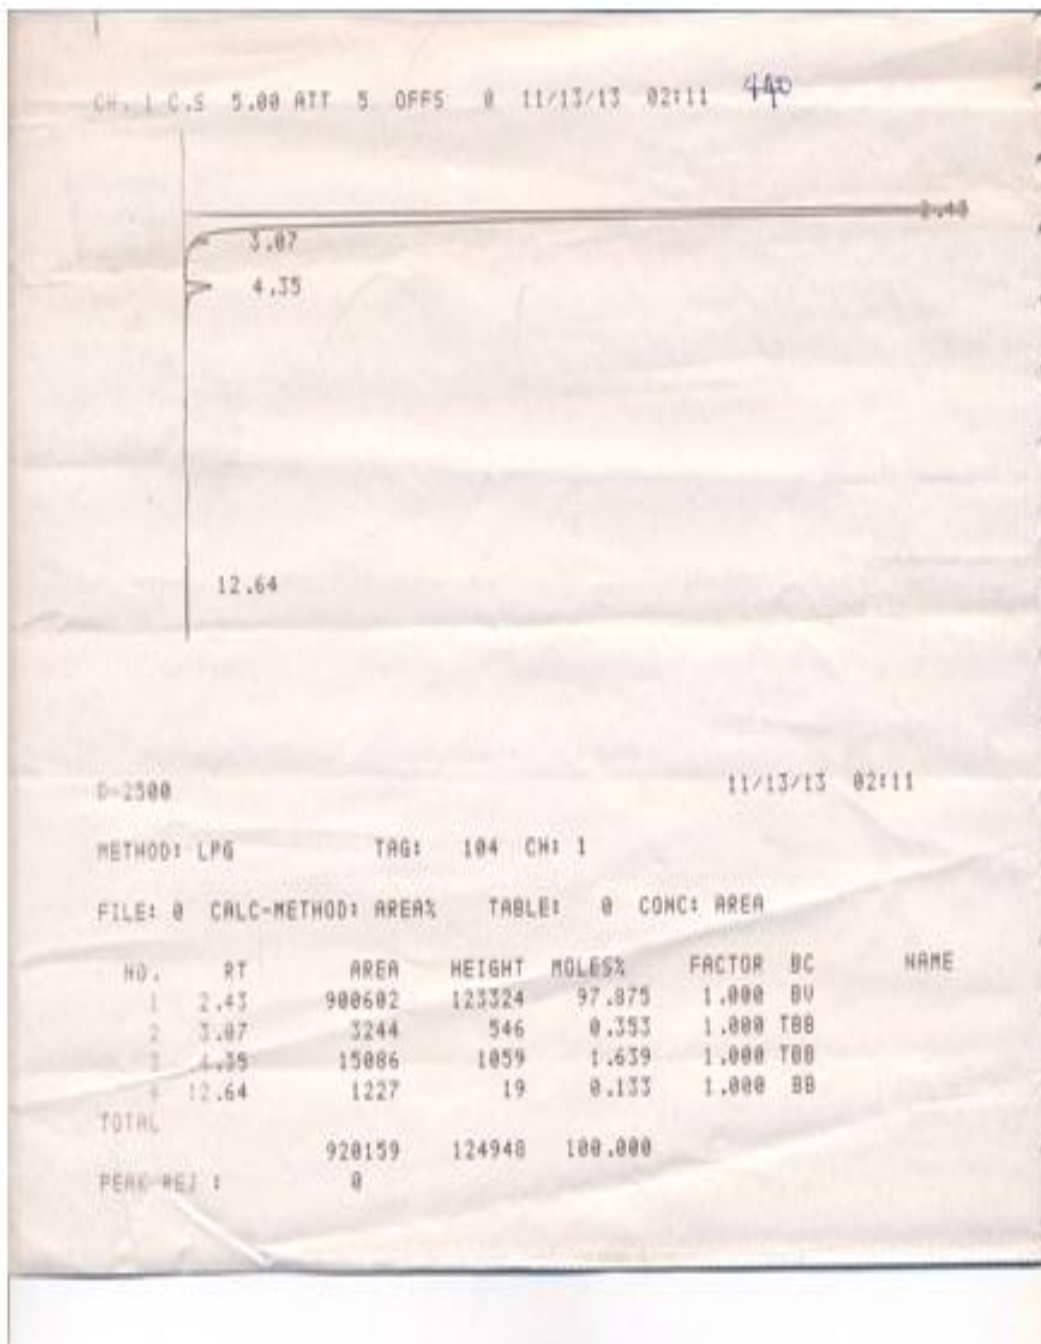 CH. 1 C.S 5.00 ATT 5 OFFS 0 11/13/13 02:11 440
2.43
3.07
4.35
12.64
D-2500 11/13/13 02:11
METHOD: LPG TAG: 104 CH: 1
FILE: 0 CALC-METHOD: AREA% TABLE: 0 CONC: AREA
NO. RT AREA HEIGHT MOLES% FACTOR BC NAME
1 2.43 900602 123324 97.875 1.000 BV
2 3.07 3244 546 0.353 1.000 TBB
3 4.35 15086 1059 1.639 1.000 TBB
4 12.64 1227 19 0.133 1.000 BB
TOTAL
920159 124948 100.000
PEAK REJ : 0